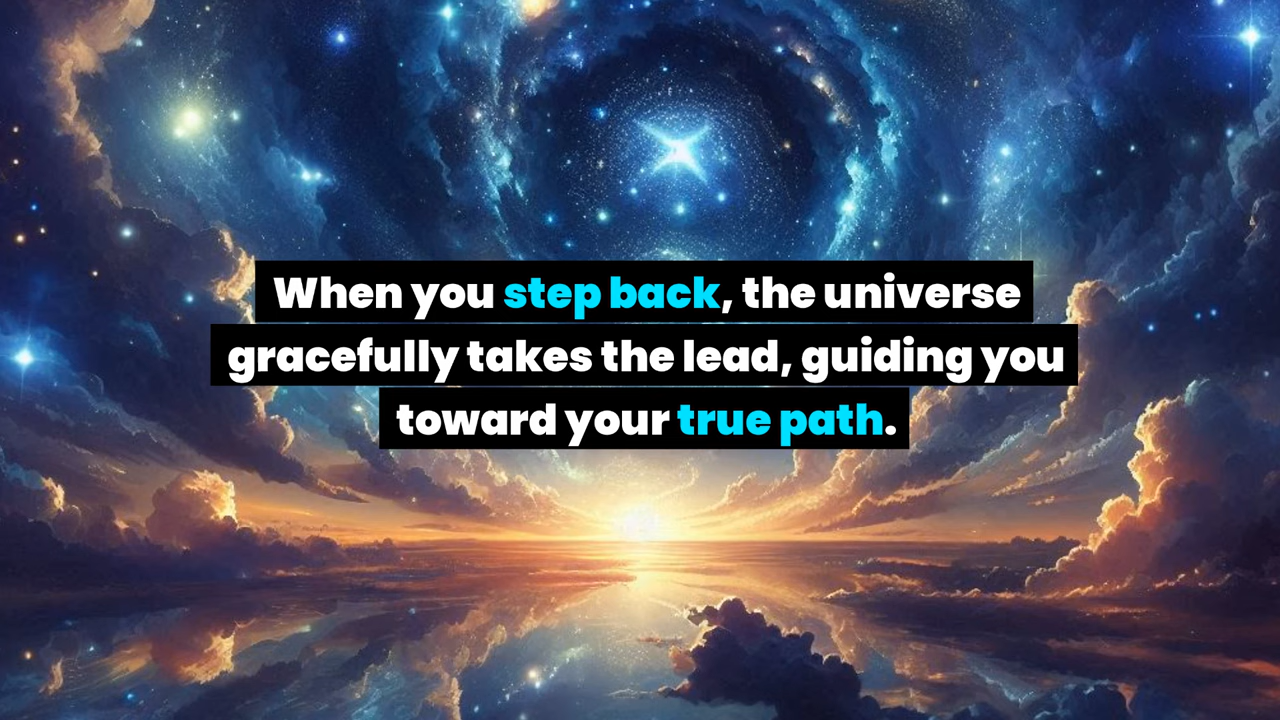 When you step back, the universe
gracefully takes the lead, guiding you
toward your true path.